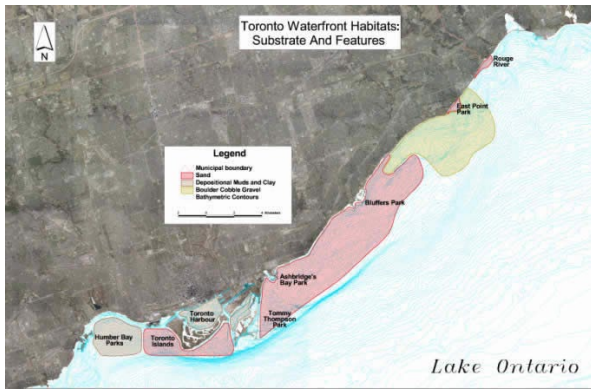 Toronto Waterfront Habitats:
Substrate And Features
N
Rouge
River
East Point
Park
Legend
Municipal boundary
Sand
Depositional Muds and Clay
Boulder Cobble Gravel
Bathymetric Contours
Bluffers Park
Ashbridge's
Bay Park
Toronto
Harbour
Tommy
Thompson
Park
Humber Bay
Parks
Toronto
Islands
Lake Ontario